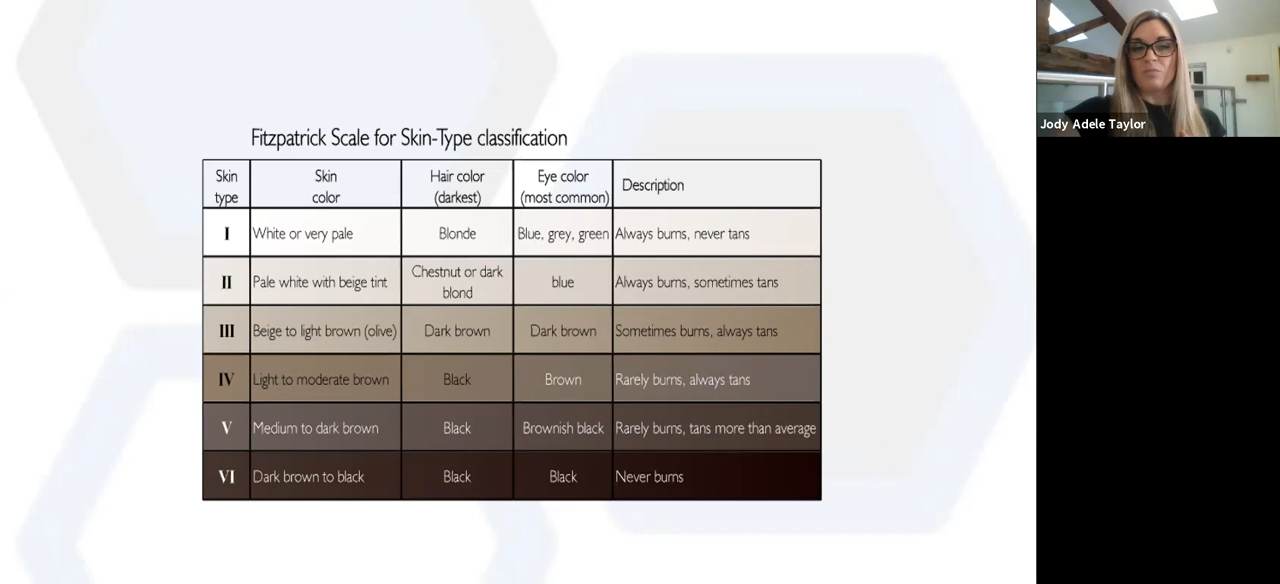 Fitzpatrick Scale for Skin-Type classification
Skin type Skin color Hair color (darkest) Eye color (most common) Description
I White or very pale Blonde Blue, grey, green Always burns, never tans
II Pale white with beige tint Chestnut or dark blond blue Always burns, sometimes tans
III Beige to light brown (olive) Dark brown Dark brown Sometimes burns, always tans
IV Light to moderate brown Black Brown Rarely burns, always tans
V Medium to dark brown Black Brownish black Rarely burns, tans more than average
VI Dark brown to black Black Black Never burns
Jody Adele Taylor